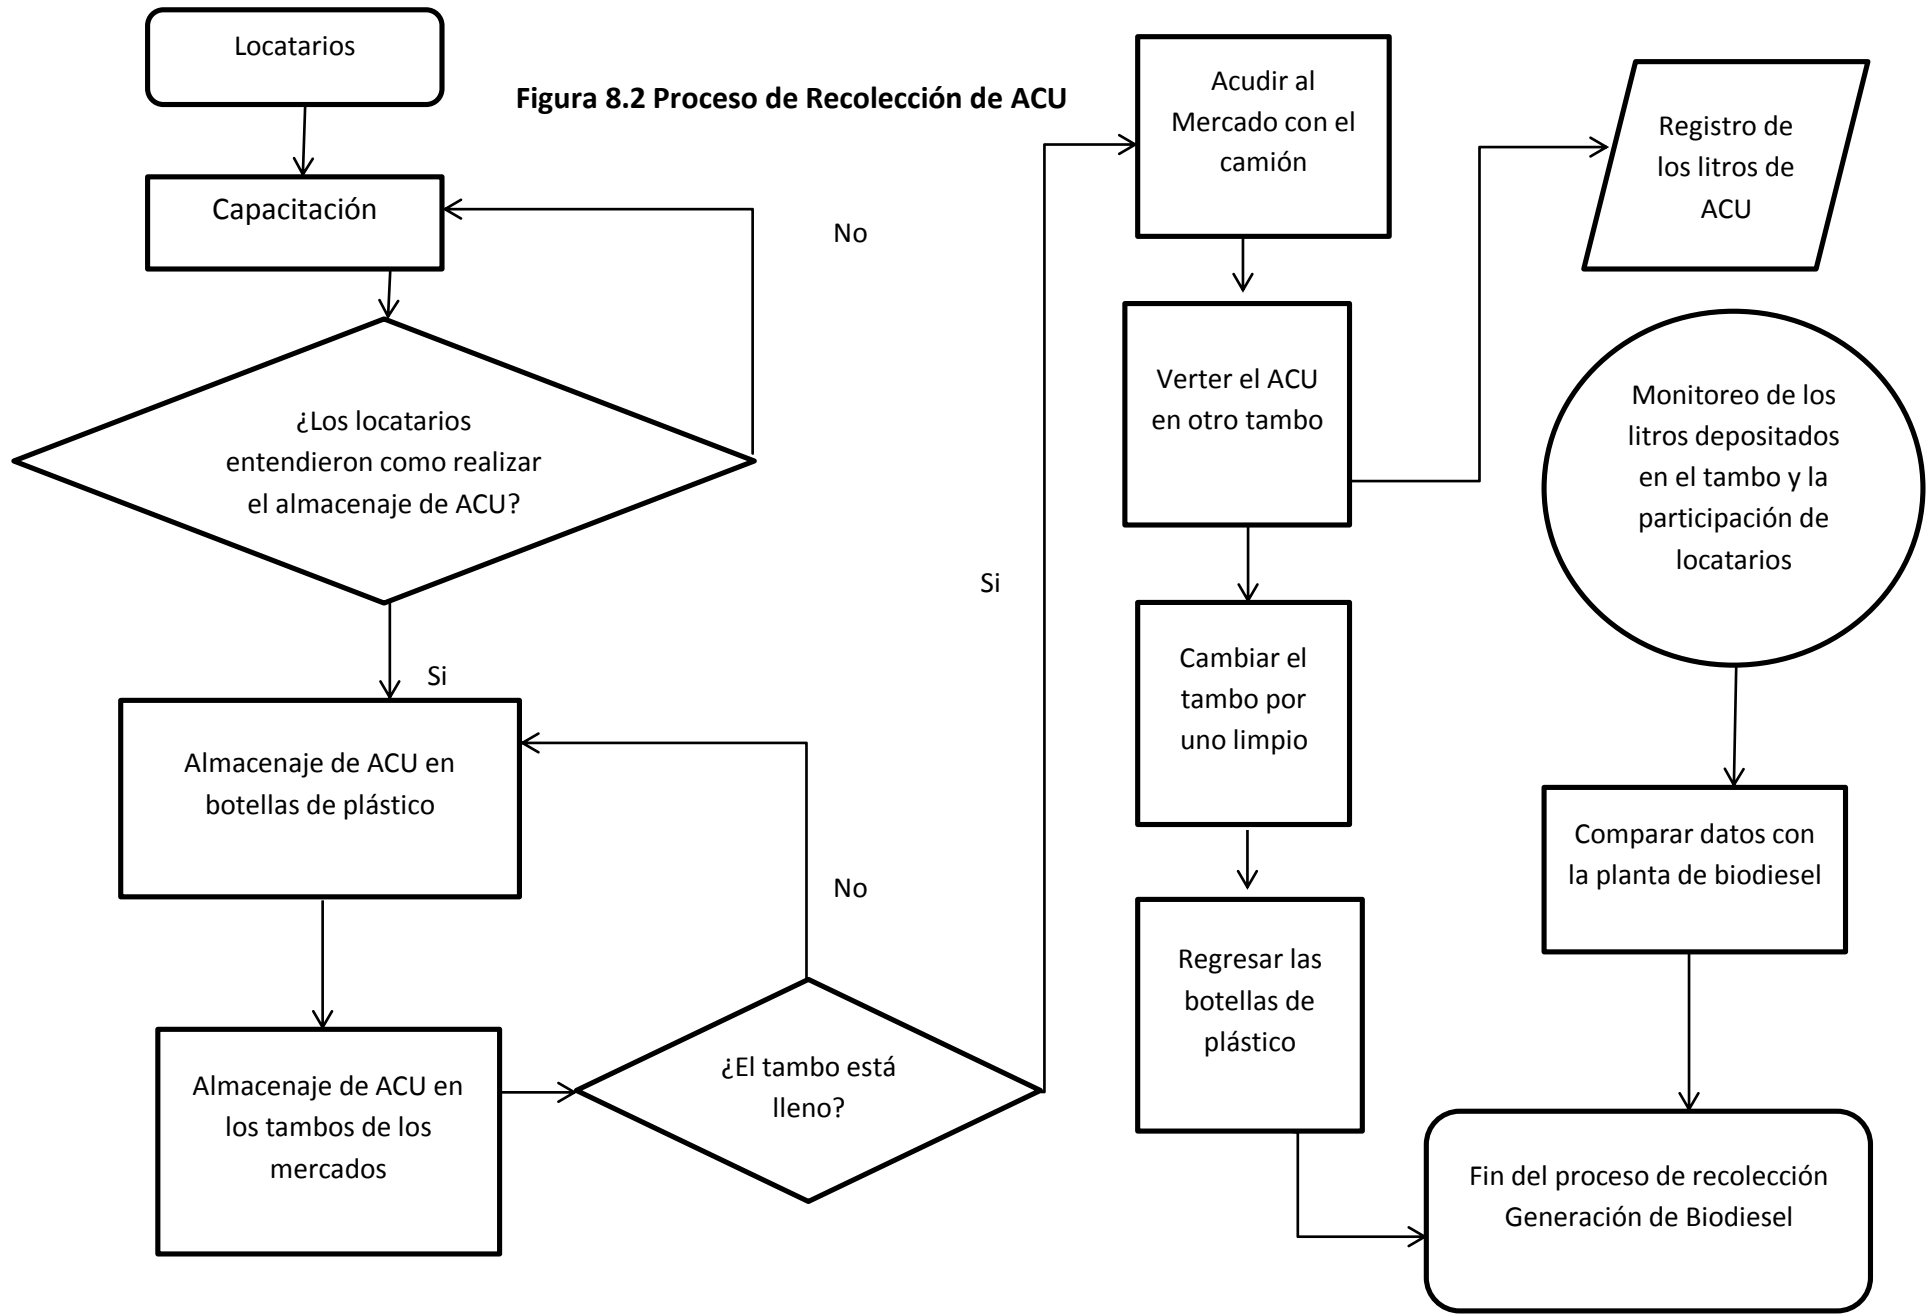 Locatarios
Figura 8.2 Proceso de Recolección de ACU
Capacitación
No
¿Los locatarios
entendieron como realizar
el almacenaje de ACU?
Si
Almacenaje de ACU en
botellas de plástico
No
Almacenaje de ACU en
los tambos de los
mercados
¿El tambo está
lleno?
Si
Acudir al
Mercado con el
camión
Verter el ACU
en otro tambo
Cambiar el
tambo por
uno limpio
Regresar las
botellas de
plástico
Registro de
los litros de
ACU
Monitoreo de los
litros depositados
en el tambo y la
participación de
locatarios
Comparar datos con
la planta de biodiesel
Fin del proceso de recolección
Generación de Biodiesel